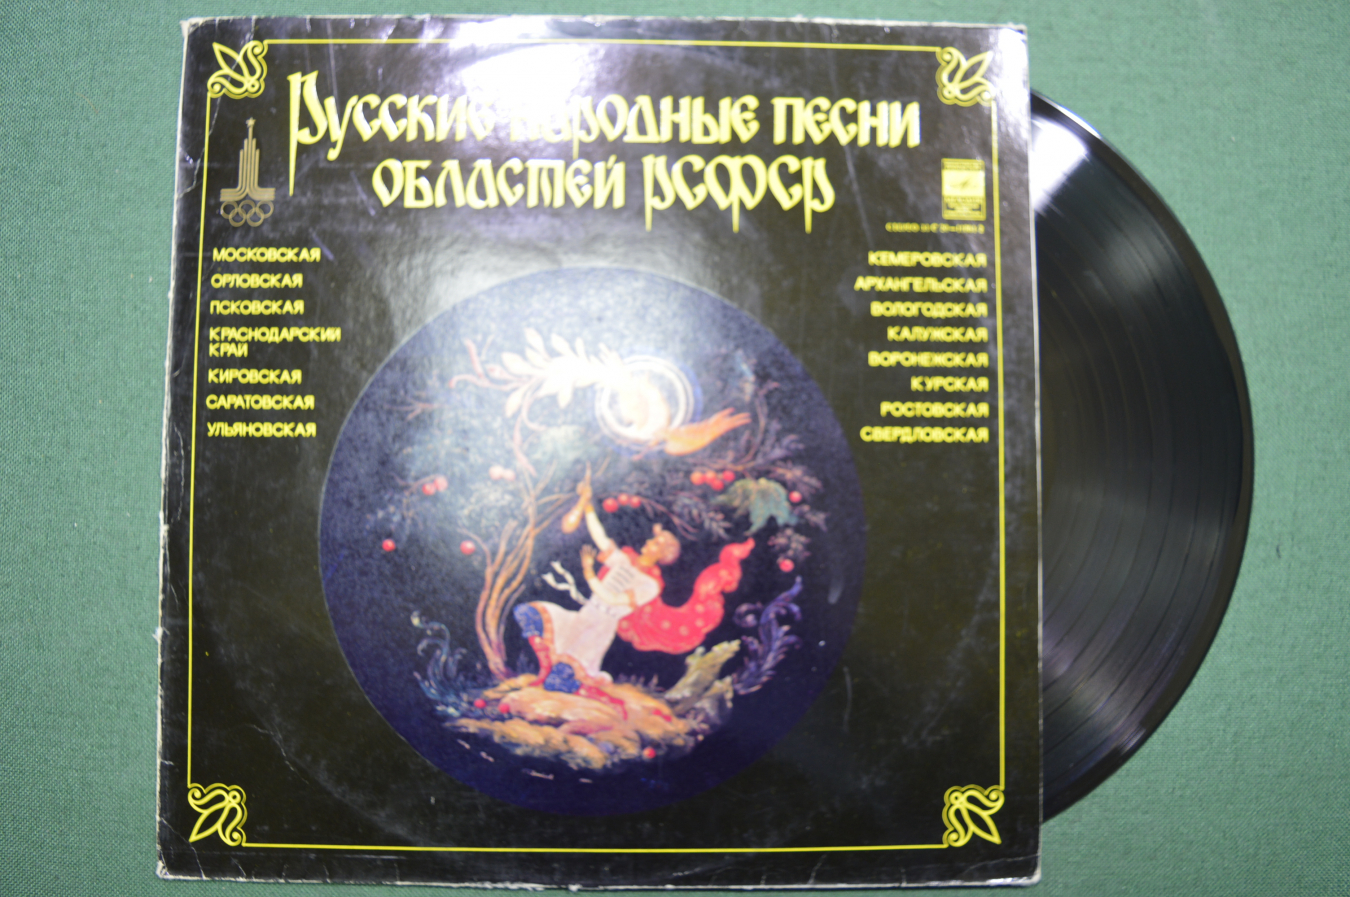 Русские народные песни
областей РСФСР
МОСКОВСКАЯ
ОРЛОВСКАЯ
ПСКОВСКАЯ
КРАСНОДАРСКИЙ
КРАЙ
КИРОВСКАЯ
САРАТОВСКАЯ
УЛЬЯНОВСКАЯ
КЕМЕРОВСКАЯ
АРХАНГЕЛЬСКАЯ
ВОЛОГОДСКАЯ
КАЛУЖСКАЯ
ВОРОНЕЖСКАЯ
КУРСКАЯ
РОСТОВСКАЯ
СВЕРДЛОВСКАЯ